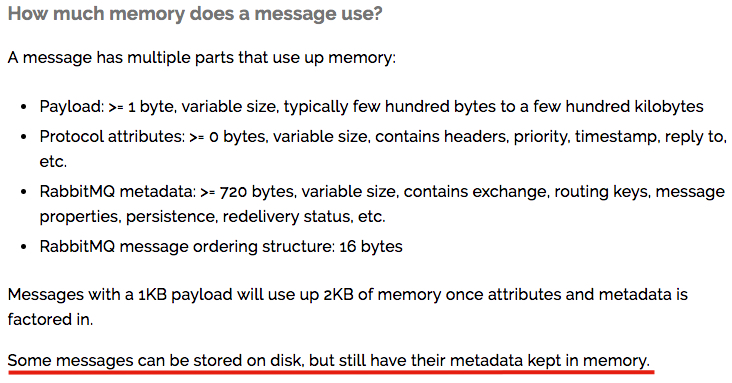 How much memory does a message use?
A message has multiple parts that use up memory:
• Payload: >= 1 byte, variable size, typically few hundred bytes to a few hundred kilobytes
• Protocol attributes: >= 0 bytes, variable size, contains headers, priority, timestamp, reply to,
etc.
• RabbitMQ metadata: >= 720 bytes, variable size, contains exchange, routing keys, message
properties, persistence, redelivery status, etc.
• RabbitMQ message ordering structure: 16 bytes
Messages with a 1KB payload will use up 2KB of memory once attributes and metadata is
factored in.
Some messages can be stored on disk, but still have their metadata kept in memory.